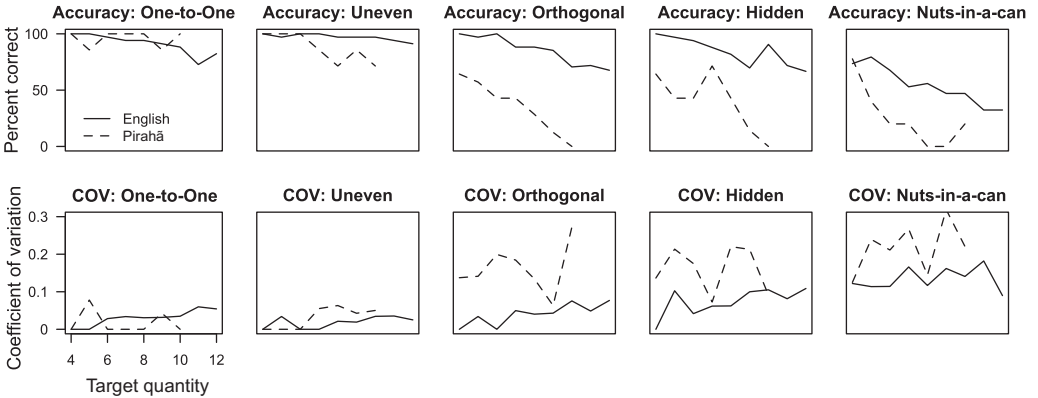 Accuracy: One-to-One
Accuracy: Uneven
Accuracy: Orthogonal
Accuracy: Hidden
Accuracy: Nuts-in-a-can
Percent correct
100
50
0
English
Pirahã
COV: One-to-One
COV: Uneven
COV: Orthogonal
COV: Hidden
COV: Nuts-in-a-can
Coefficient of variation
0.3
0.2
0.1
0
4 6 8 10 12
Target quantity